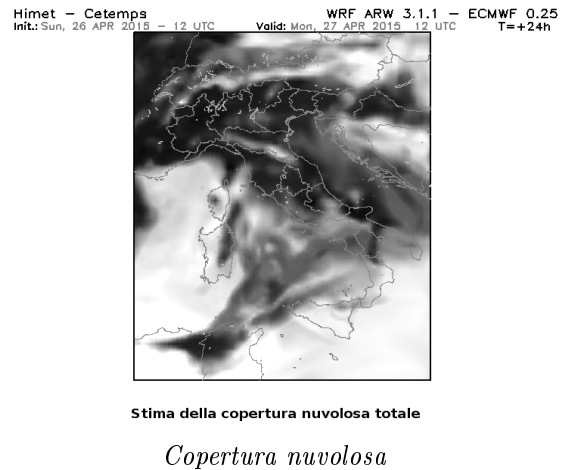 Himet – Cetemps WRF ARW 3.1.1 – ECMWF 0.25
Init.: Sun, 26 APR 2015 – 12 UTC Valid: Mon, 27 APR 2015 12 UTC T=+24h
Stima della copertura nuvolosa totale
Copertura nuvolosa